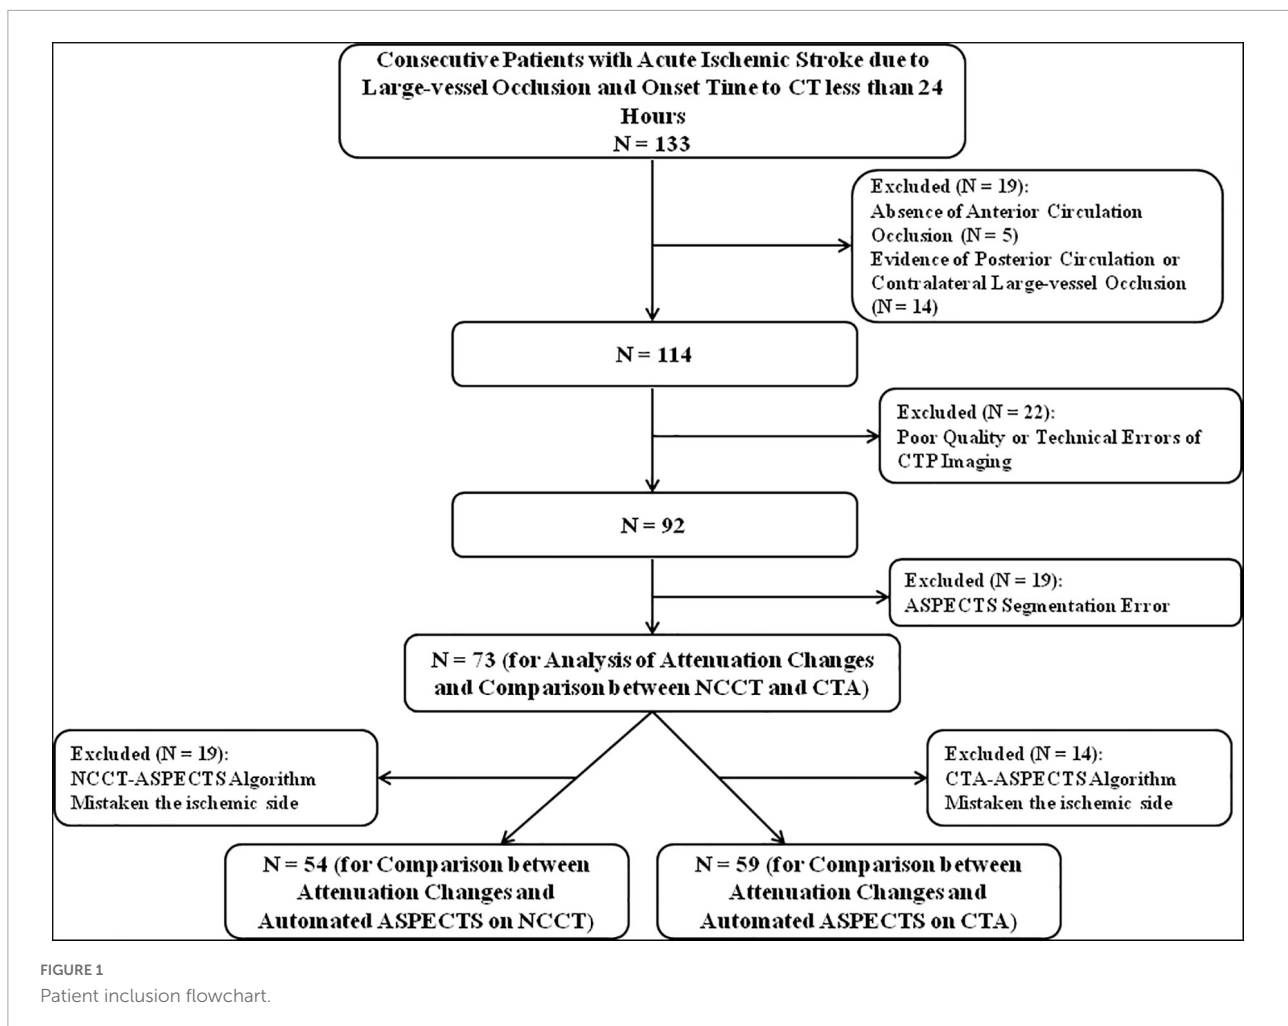 Consecutive Patients with Acute Ischemic Stroke due to
Large-vessel Occlusion and Onset Time to CT less than 24
Hours
N = 133
Excluded (N = 19):
Absence of Anterior Circulation
Occlusion (N = 5)
Evidence of Posterior Circulation or
Contralateral Large-vessel Occlusion
(N = 14)
N = 114
Excluded (N = 22):
Poor Quality or Technical Errors of
CTP Imaging
N = 92
Excluded (N = 19):
ASPECTS Segmentation Error
N = 73 (for Analysis of Attenuation Changes
and Comparison between NCCT and CTA)
Excluded (N = 19):
NCCT-ASPECTS Algorithm
Mistaken the ischemic side
Excluded (N = 14):
CTA-ASPECTS Algorithm
Mistaken the ischemic side
N = 54 (for Comparison between
Attenuation Changes and
Automated ASPECTS on NCCT)
N = 59 (for Comparison between
Attenuation Changes and
Automated ASPECTS on CTA)
FIGURE 1
Patient inclusion flowchart.